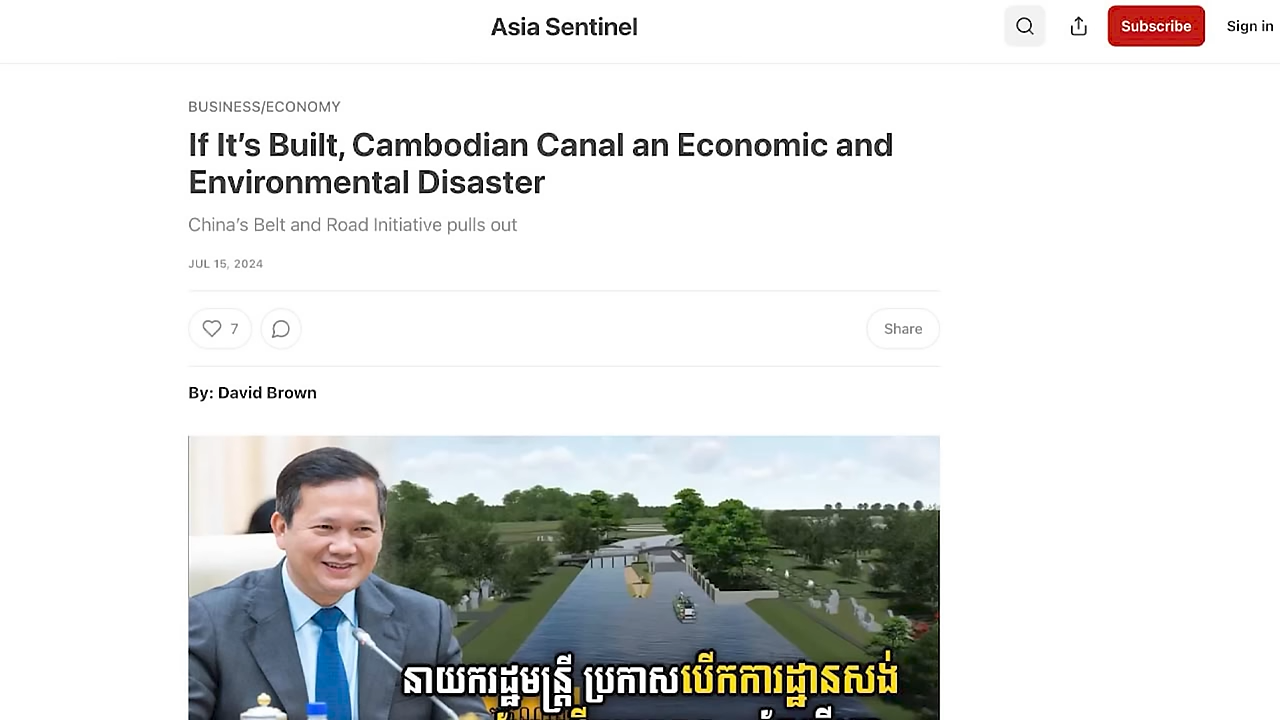 Asia Sentinel
Subscribe
Sign in
BUSINESS/ECONOMY
If It’s Built, Cambodian Canal an Economic and
Environmental Disaster
China’s Belt and Road Initiative pulls out
JUL 15, 2024
7
Share
By: David Brown
នាយករដ្ឋមន្ត្រី ប្រកាសបើកការដ្ឋានសង់